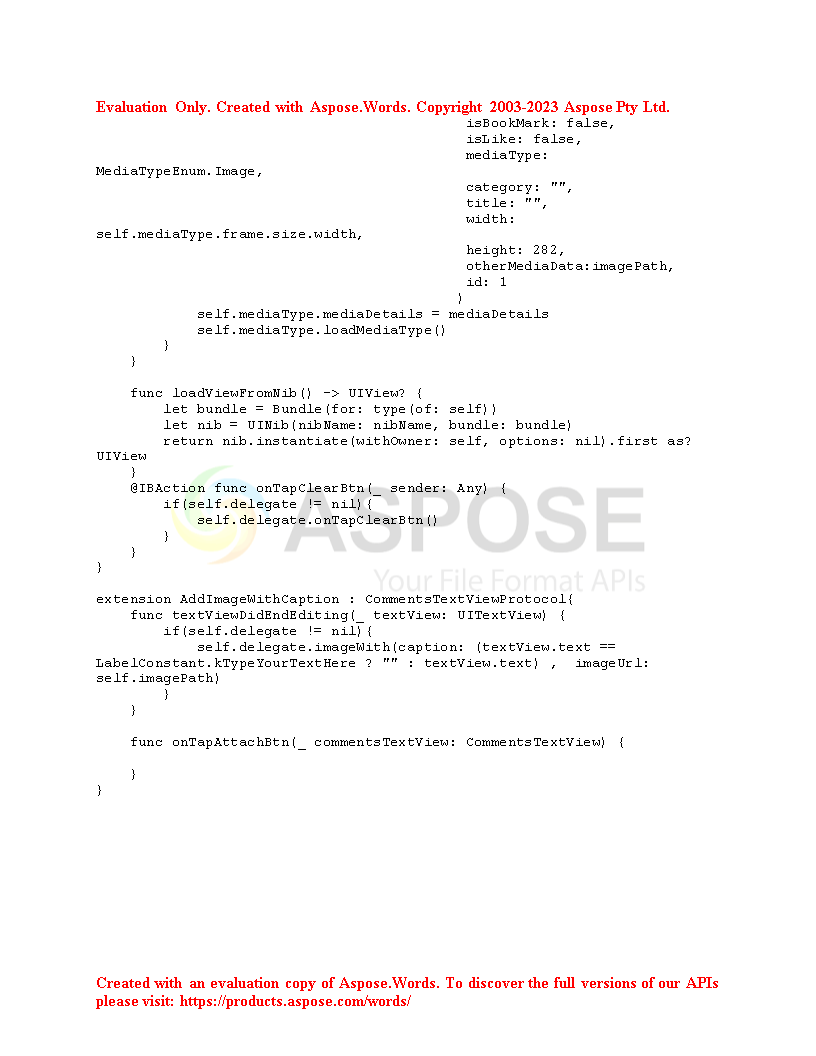 Evaluation Only. Created with Aspose.Words. Copyright 2003-2023 Aspose Pty Ltd.
isBookMark: false,
isLike: false,
mediaType:
MediaTypeEnum.Image,
category: "",
title: "",
width:
self.mediaType.frame.size.width,
height: 282,
otherMediaData:imagePath,
id: 1
)
self.mediaType.mediaDetails = mediaDetails
self.mediaType.loadMediaType()
}
}
func loadViewFromNib() -> UIView? {
let bundle = Bundle(for: type(of: self))
let nib = UINib(nibName: nibName, bundle: bundle)
return nib.instantiate(withOwner: self, options: nil).first as?
UIView
}
@IBAction func onTapClearBtn(_ sender: Any) {
if(self.delegate != nil){
self.delegate.onTapClearBtn()
}
}
}
ASPOSE
Your File Format APIs
extension AddImageWithCaption : CommentsTextViewProtocol{
func textViewDidEndEditing(_ textView: UITextView) {
if(self.delegate != nil){
self.delegate.imageWith(caption: (textView.text ==
LabelConstant.kTypeYourTextHere ? "" : textView.text) ,  imageUrl:
self.imagePath)
}
}
func onTapAttachBtn(_ commentsTextView: CommentsTextView) {
}
}
Created with an evaluation copy of Aspose.Words. To discover the full versions of our APIs
please visit: https://products.aspose.com/words/